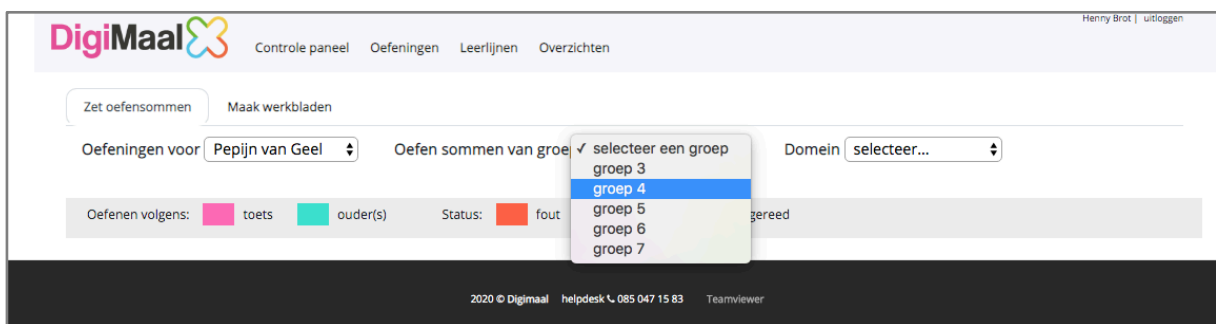 Henny Brot | uitloggen
DigiMaal
Controle paneel Oefeningen Leerlijnen Overzichten
Zet oefensommen Maak werkbladen
Oefeningen voor Pepijn van Geel Oefen sommen van groep ✓ selecteer een groep Domein selecteer...
groep 3
groep 4
groep 5
groep 6
groep 7
Oefenen volgens: toets ouder(s) Status: fout gereed
2020 © Digimaal helpdesk 085 047 15 83 Teamviewer